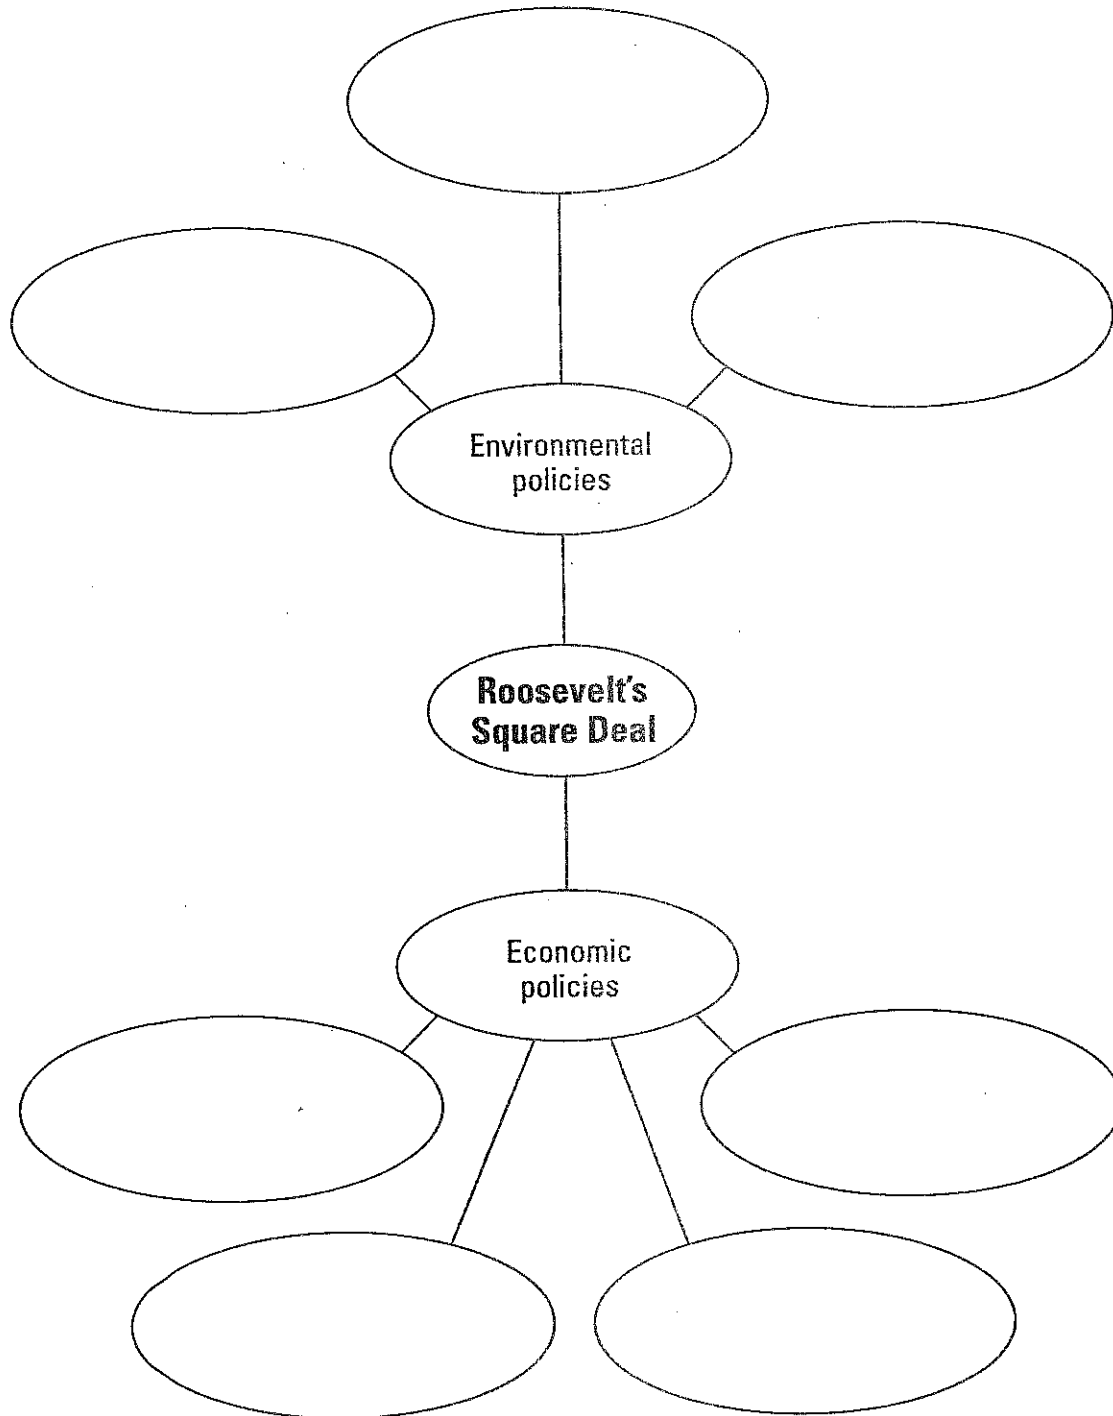 Environmental
policies
Roosevelt's
Square Deal
Economic
policies